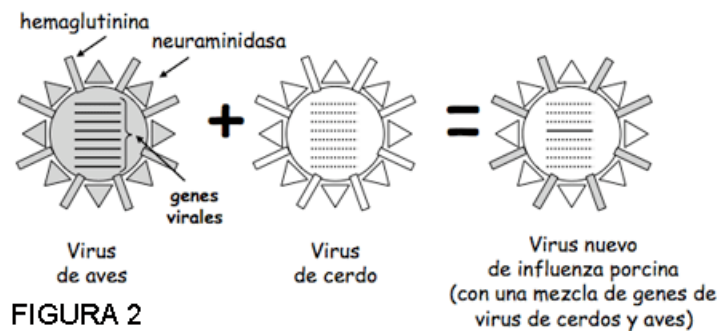 hemaglutinina
neuraminidasa
+
=
genes
virales
Virus
de aves
Virus
de cerdo
Virus nuevo
de influenza porcina
(con una mezcla de genes de
virus de cerdos y aves)
FIGURA 2